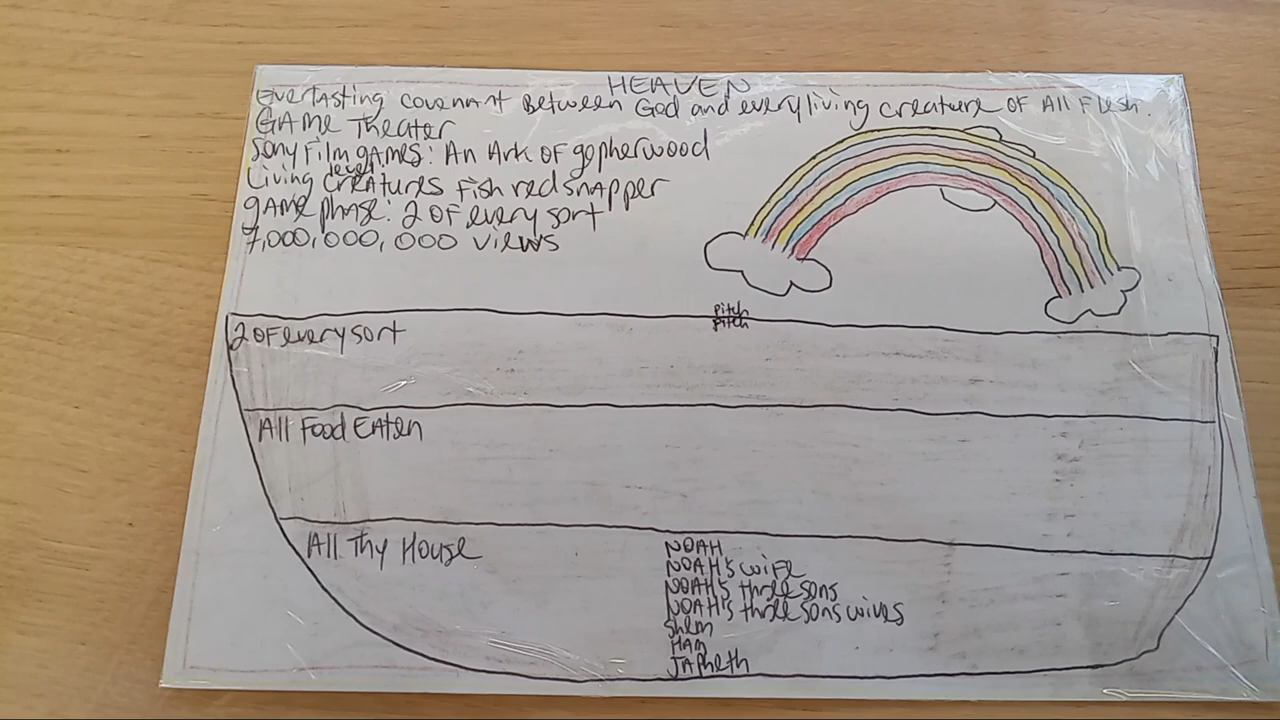 HEAVEN
Everlasting covenant Between God and every living creature OF All Flesh.
GAME Theater
Sony Film games: An Ark OF gopherwood
level
Living CREATURES Fish red snapper
game phase: 2 OF every sort
7,000,000,000 views
pitch
pitch
2 OF every sort
All Food Eaten
All Thy House
NOAH
NOAH's wife
NOAH's three sons
NOAH's three sons wives
Shem
HAM
JAPheth